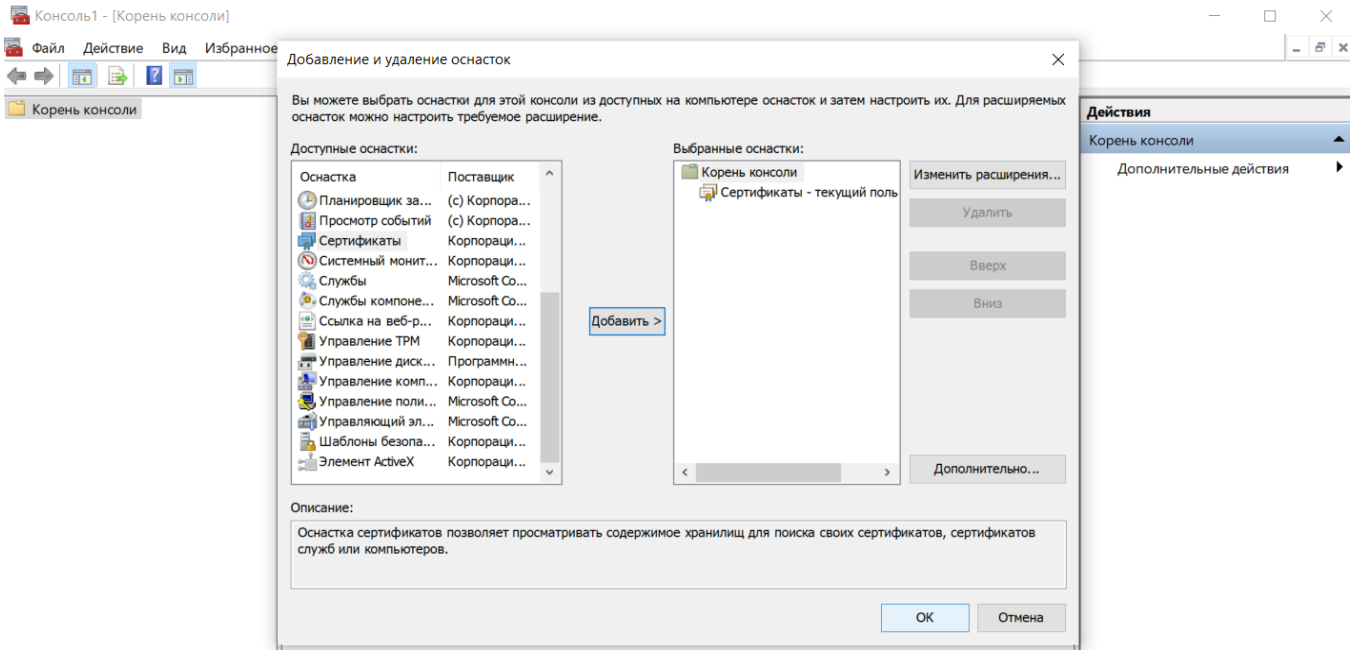 Консоль1 - [Корень консоли]
Файл Действие Вид Избранное
Корень консоли
Добавление и удаление оснасток
Вы можете выбрать оснастки для этой консоли из доступных на компьютере оснасток и затем настроить их. Для расширяемых
оснасток можно настроить требуемое расширение.
Доступные оснастки:
Оснастка Поставщик
Планировщик за... (c) Корпора...
Просмотр событий (c) Корпора...
Сертификаты Корпораци...
Системный монит... Корпораци...
Службы Microsoft Co...
Службы компоне... Microsoft Co...
Ссылка на веб-р... Корпораци...
Управление TPM Корпораци...
Управление диск... Программн...
Управление комп... Корпораци...
Управление поли... Microsoft Co...
Управляющий эл... Microsoft Co...
Шаблоны безопа... Корпораци...
Элемент ActiveX Корпораци...
Добавить >
Выбранные оснастки:
Корень консоли
Сертификаты - текущий поль
Изменить расширения...
Удалить
Вверх
Вниз
Дополнительно...
Описание:
Оснастка сертификатов позволяет просматривать содержимое хранилищ для поиска своих сертификатов, сертификатов
служб или компьютеров.
ОК
Отмена
Действия
Корень консоли
Дополнительные действия